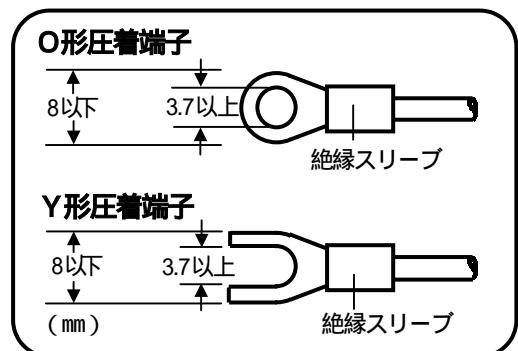 O形圧着端子
8以下
3.7以上
絶縁スリーブ
Y形圧着端子
8以下
3.7以上
(mm)
絶縁スリーブ